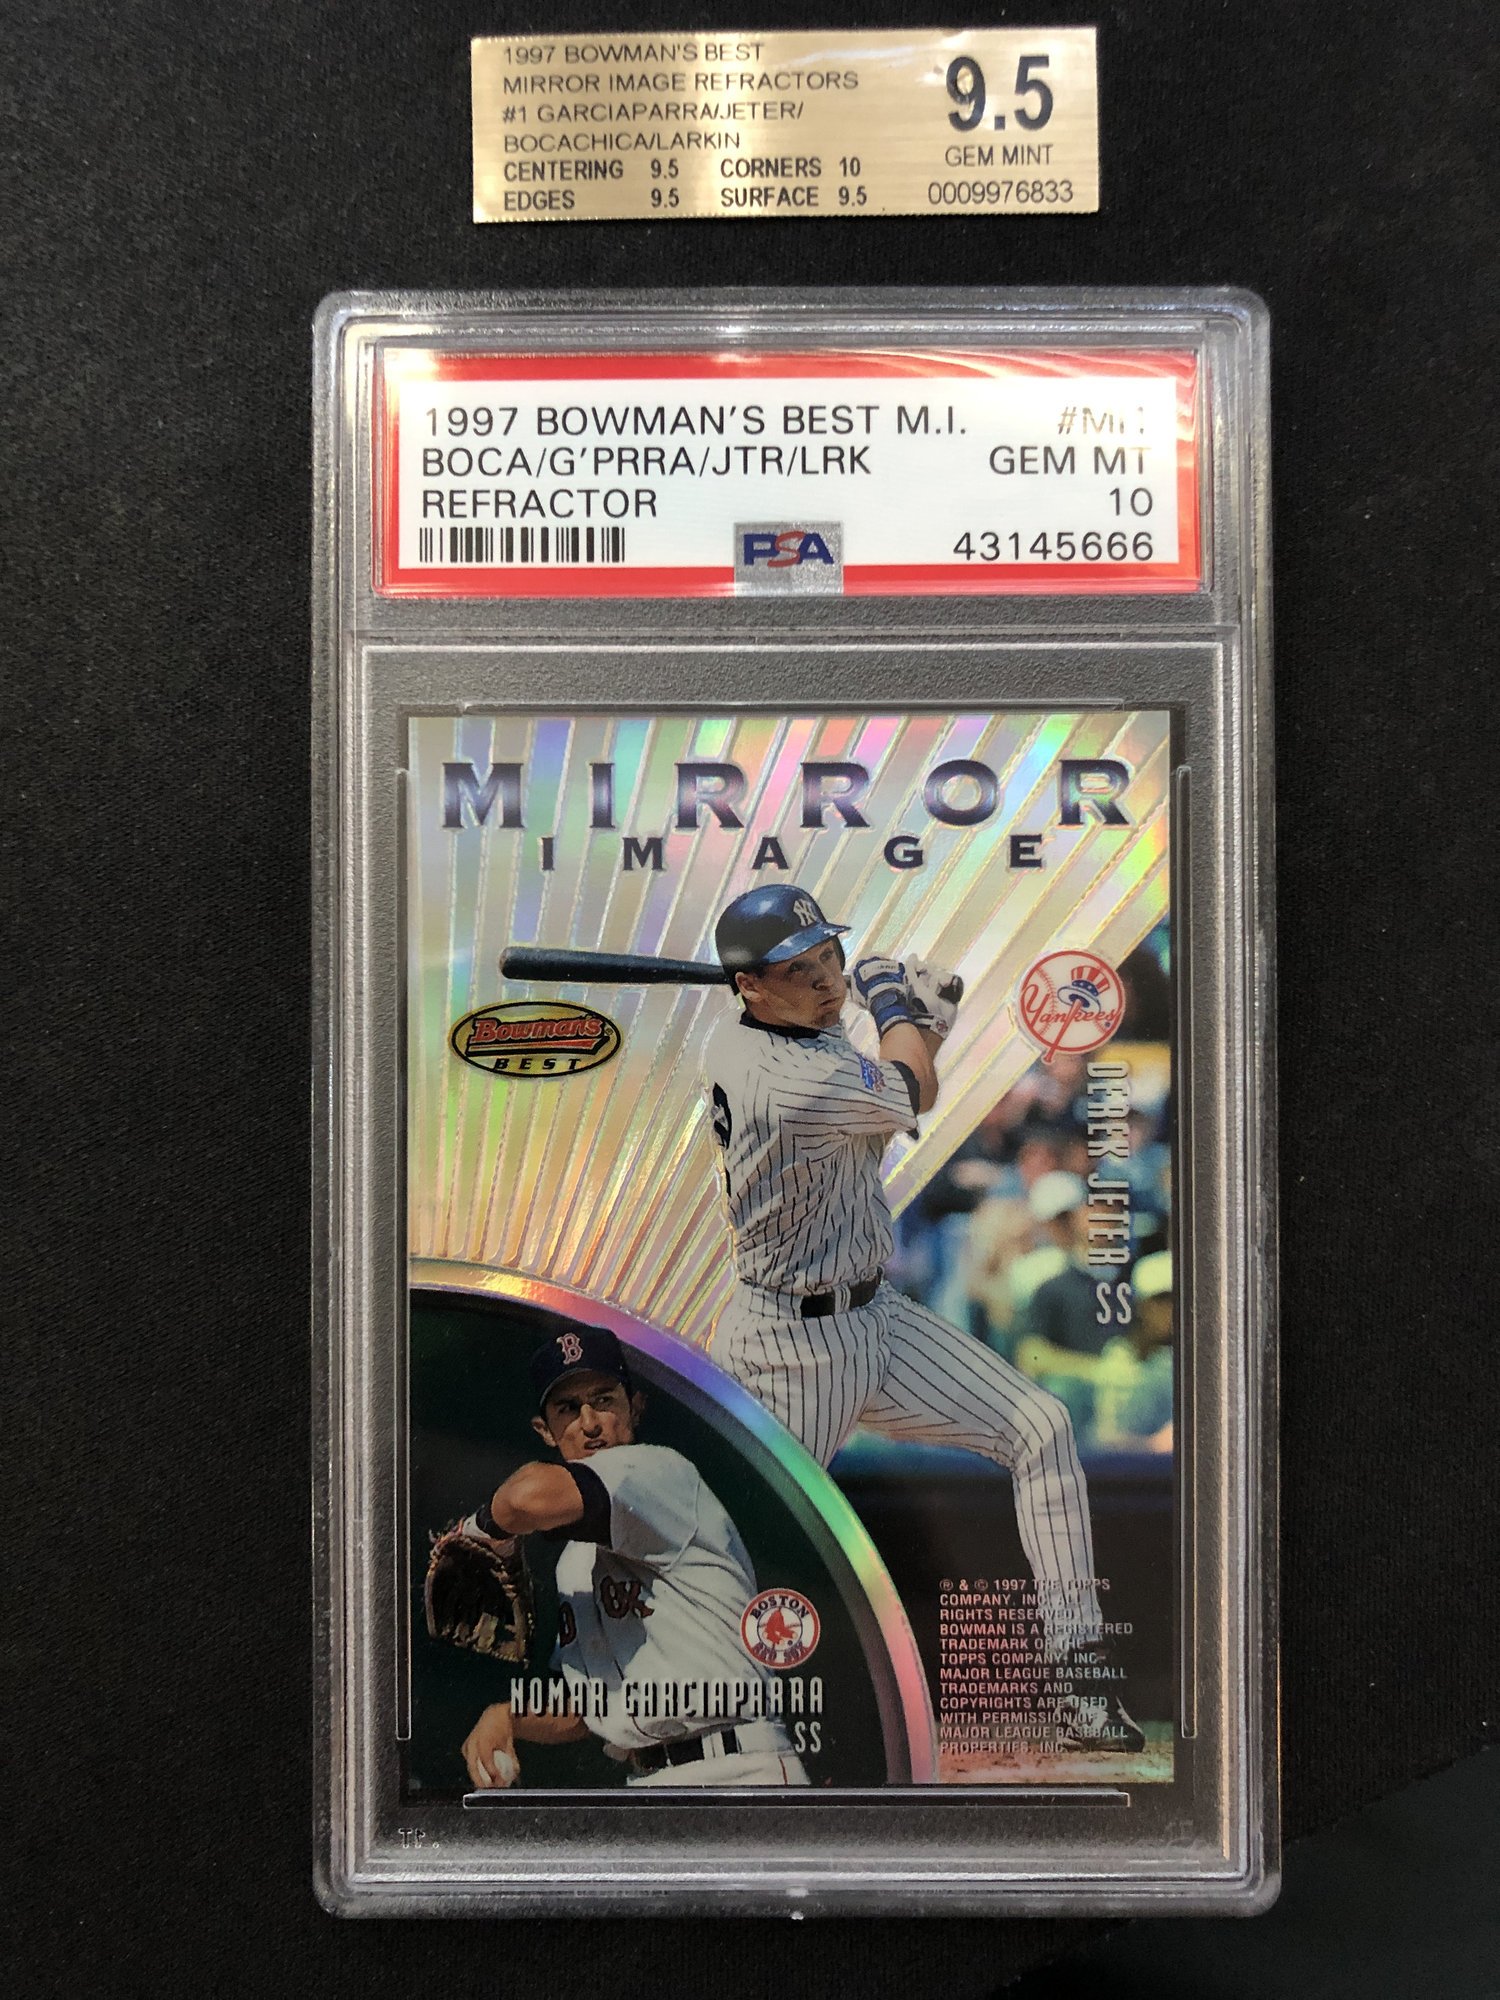 1997 BOWMAN'S BEST
MIRROR IMAGE REFRACTORS
#1 GARCIAPARRA/JETER/
BOCACHICA/LARKIN
CENTERING 9.5 CORNERS 10
EDGES 9.5 SURFACE 9.5
9.5
GEM MINT
0009976833
1997 BOWMAN'S BEST M.I.
BOCA/G'PRRA/JTR/LRK GEM MT
REFRACTOR 10
PSA 43145666
MIRROR
IMAGE
NY
Bowman's
BEST
Yankees
DEREK JETER SS
B
BOSTON
RED SOX
NOMAR GARCIAPARRA
SS
® & © 1997 THE TOPPS
COMPANY, INC. ALL
RIGHTS RESERVED
BOWMAN IS A REGISTERED
TRADEMARK OF THE
TOPPS COMPANY, INC.
MAJOR LEAGUE BASEBALL
TRADEMARKS AND
COPYRIGHTS ARE USED
WITH PERMISSION OF
MAJOR LEAGUE BASEBALL
PROPERTIES, INC.